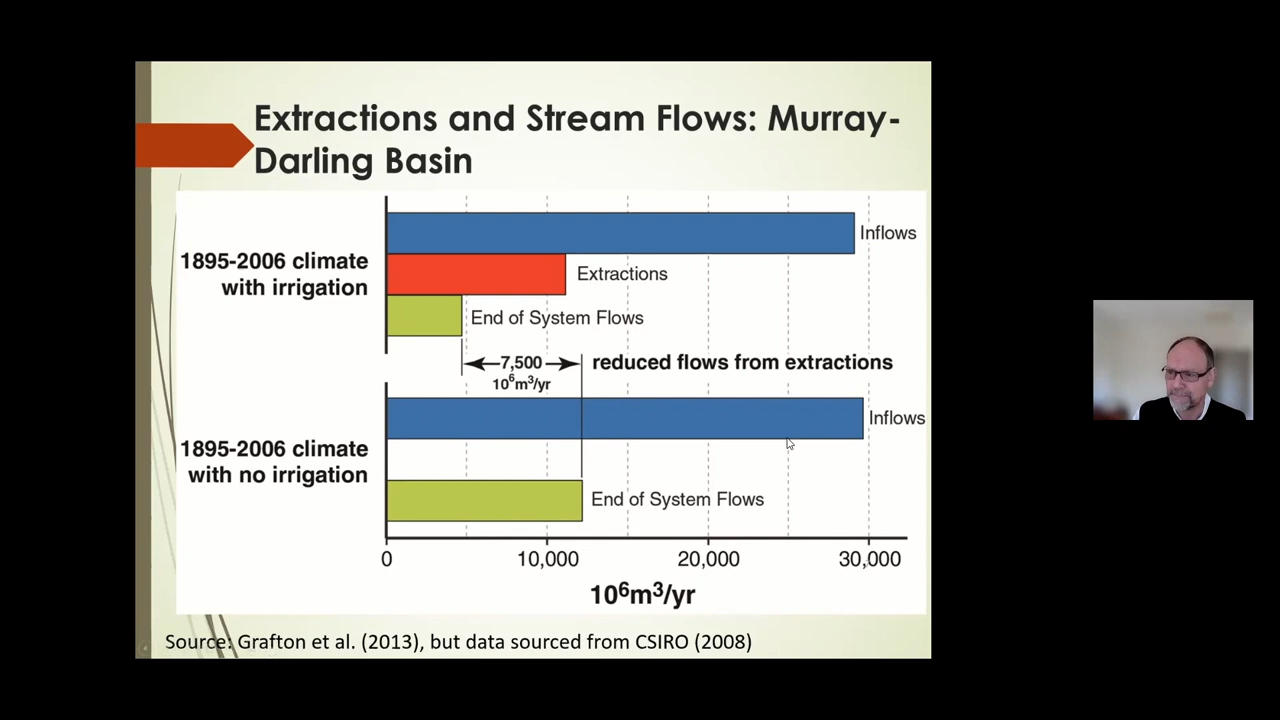 Extractions and Stream Flows: Murray-
Darling Basin
1895-2006 climate
with irrigation
Inflows
Extractions
End of System Flows
7,500
10⁶m³/yr
reduced flows from extractions
1895-2006 climate
with no irrigation
Inflows
End of System Flows
0 10,000 20,000 30,000
10⁶m³/yr
Source: Grafton et al. (2013), but data sourced from CSIRO (2008)